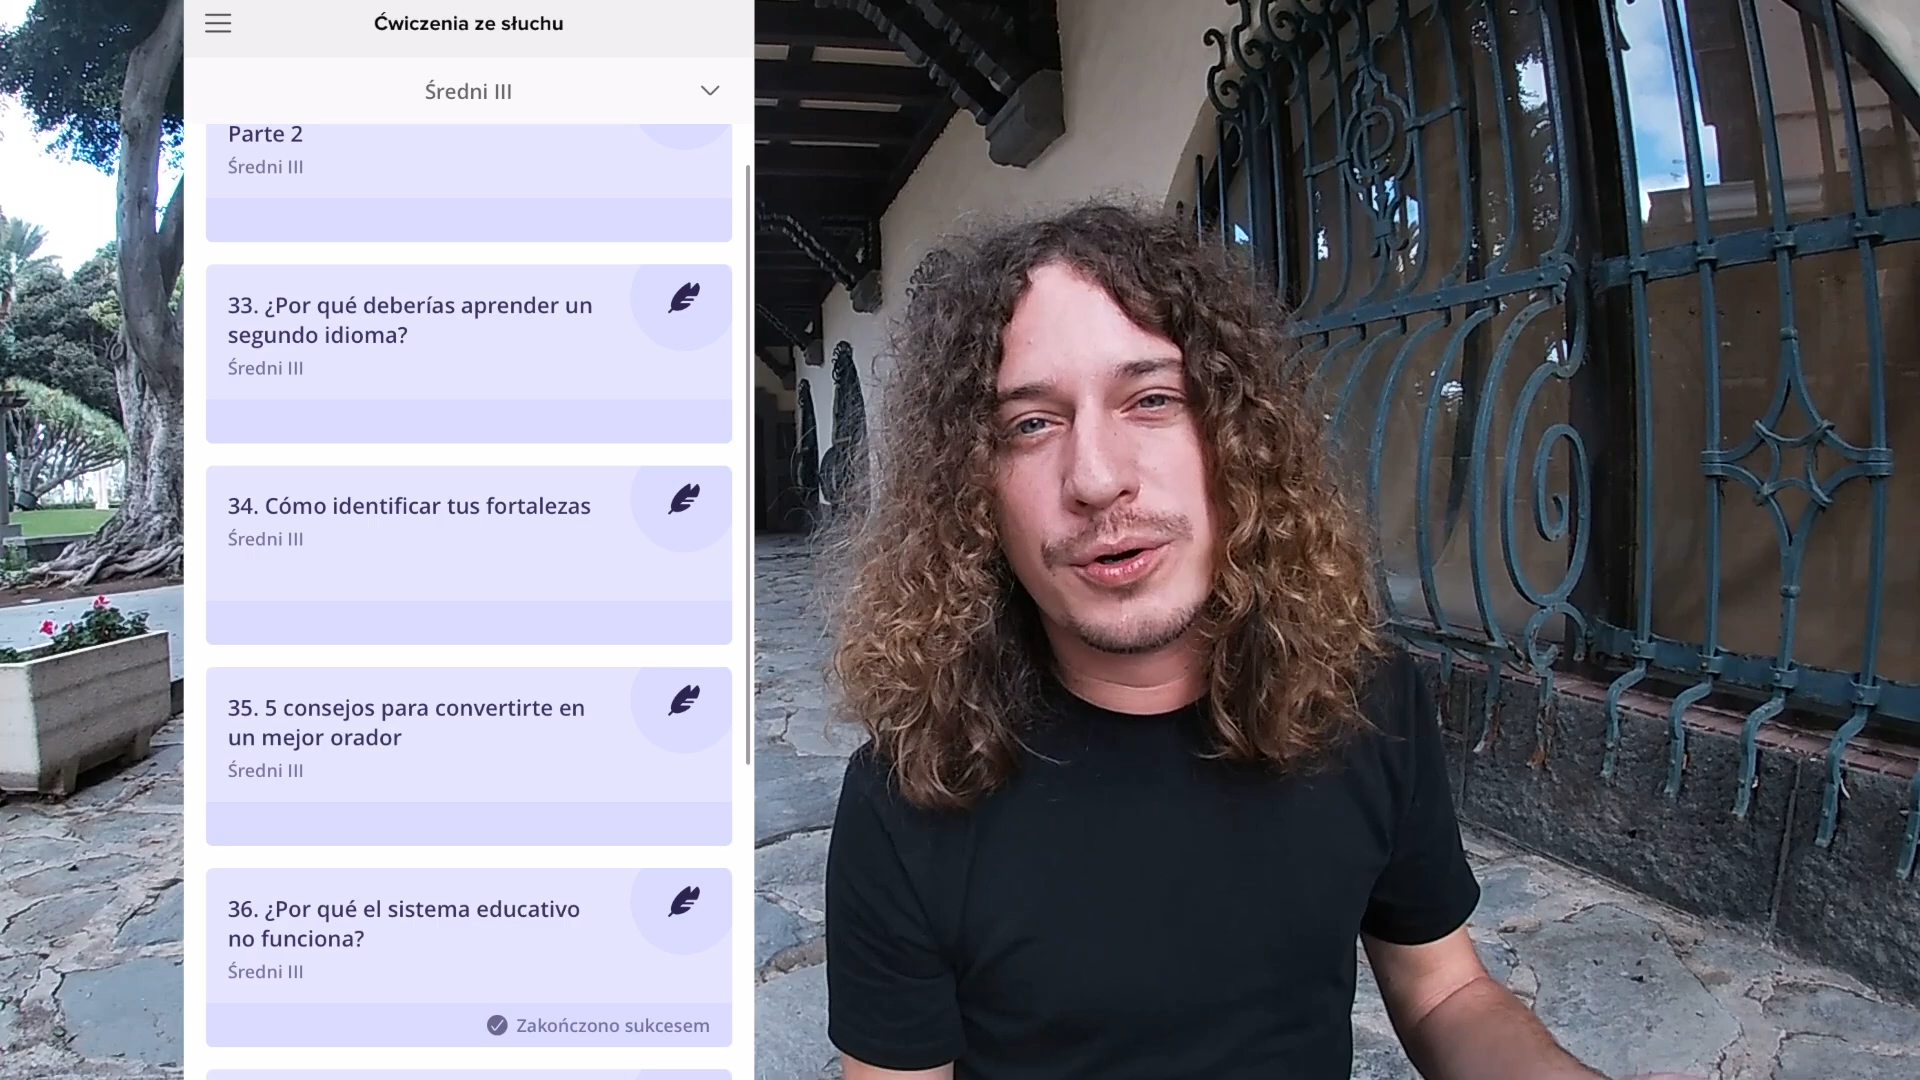 Ćwiczenia ze słuchu
Średni III
Parte 2
Średni III
33. ¿Por qué deberías aprender un
segundo idioma?
Średni III
34. Cómo identificar tus fortalezas
Średni III
35. 5 consejos para convertirte en
un mejor orador
Średni III
36. ¿Por qué el sistema educativo
no funciona?
Średni III
Zakończono sukcesem